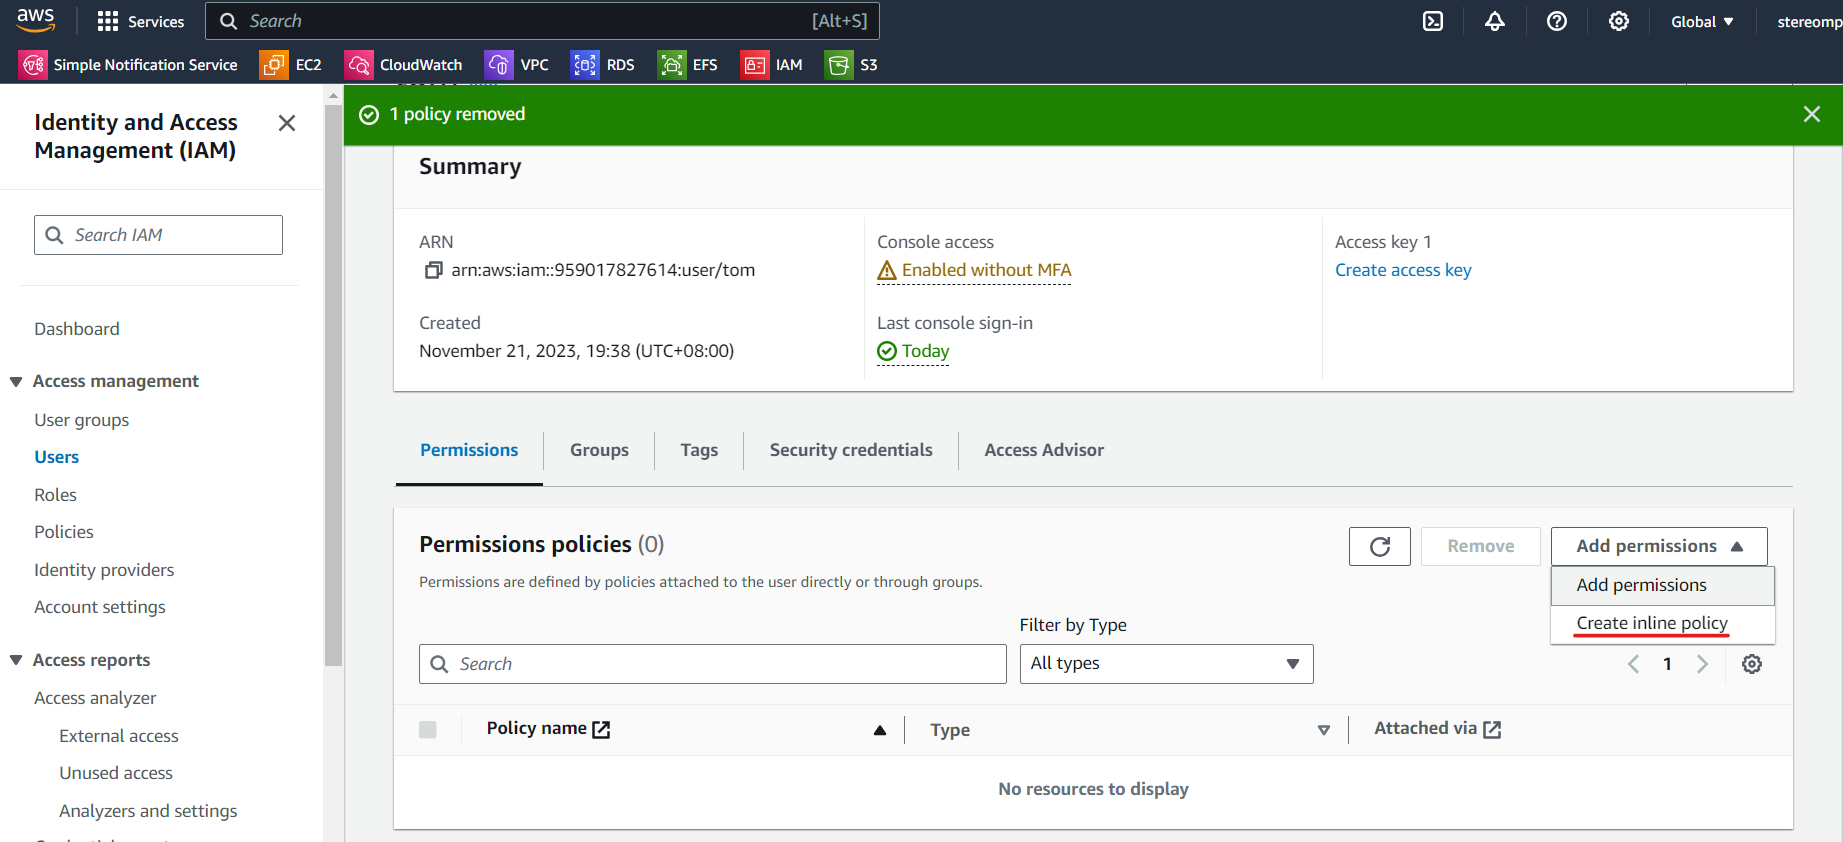 aws Services Search [Alt+S] Global stereomp
Simple Notification Service EC2 CloudWatch VPC RDS EFS IAM S3
Identity and Access
Management (IAM)
Search IAM
Dashboard
Access management
User groups
Users
Roles
Policies
Identity providers
Account settings
Access reports
Access analyzer
External access
Unused access
Analyzers and settings
1 policy removed
Summary
ARN
arn:aws:iam::959017827614:user/tom
Created
November 21, 2023, 19:38 (UTC+08:00)
Console access
Enabled without MFA
Last console sign-in
Today
Access key 1
Create access key
Permissions Groups Tags Security credentials Access Advisor
Permissions policies (0)
Permissions are defined by policies attached to the user directly or through groups.
Remove Add permissions
Add permissions
Create inline policy
Filter by Type
Search All types
1
Policy name Type Attached via
No resources to display